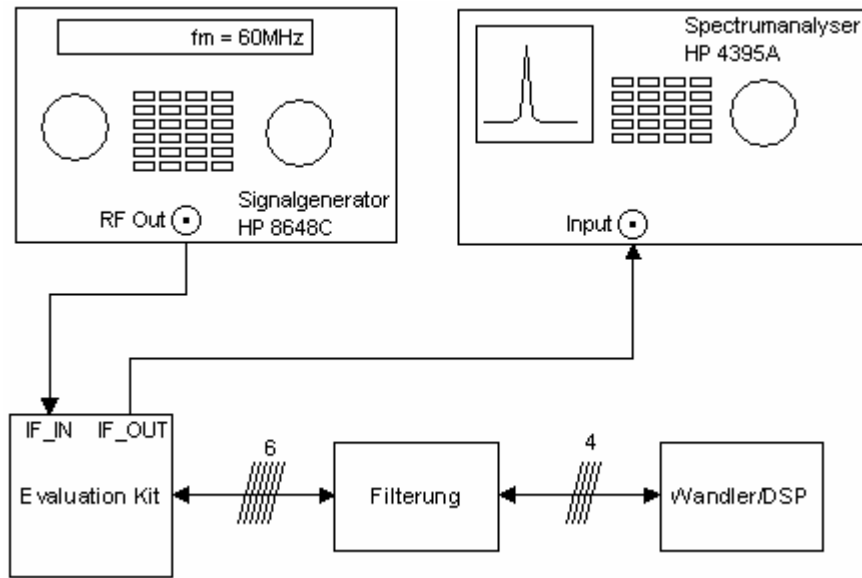 fm = 60MHz
Signalgenerator
HP 8648C
RF Out
Spectrumanalyser
HP 4395A
Input
IF_IN
IF_OUT
Evaluation Kit
6
Filterung
4
Wandler/DSP